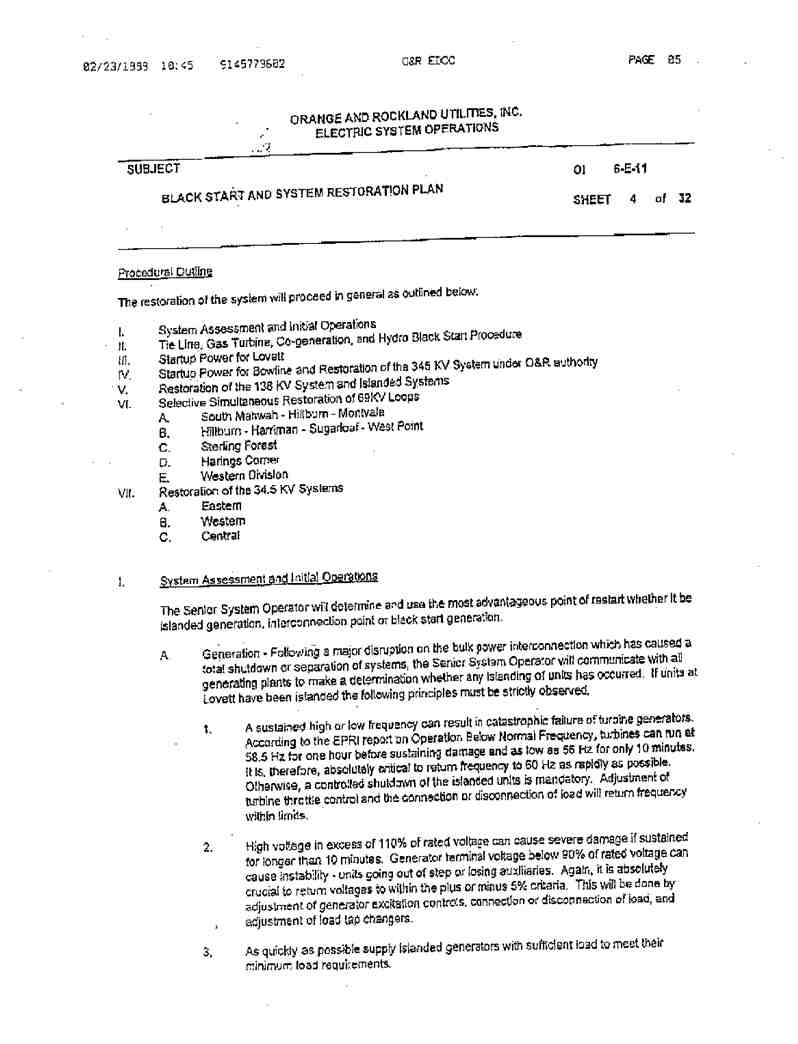 02/23/1999 10:45 9145779602 O&R EIOC PAGE 05
ORANGE AND ROCKLAND UTILITIES, INC.
ELECTRIC SYSTEM OPERATIONS
SUBJECT
OI 6-E-11
BLACK START AND SYSTEM RESTORATION PLAN
SHEET 4 of 32
Procedural Outline
The restoration of the system will proceed in general as outlined below.
I. System Assessment and Initial Operations
II. Tie Line, Gas Turbine, Co-generation, and Hydro Black Start Procedure
III. Startup Power for Lovett
IV. Startup Power for Bowline and Restoration of the 345 KV System under O&R authority
V. Restoration of the 138 KV System and Islanded Systems
VI. Selective Simultaneous Restoration of 69KV Loops
A. South Mahwah - Hillburn - Montvale
B. Hillburn - Harriman - Sugarloaf - West Point
C. Sterling Forest
D. Harings Corner
E. Western Division
VII. Restoration of the 34.5 KV Systems
A. Eastern
B. Western
C. Central
I. System Assessment and Initial Operations
The Senior System Operator will determine and use the most advantageous point of restart whether it be
islanded generation, interconnection point or black start generation.
A. Generation - Following a major disruption on the bulk power interconnection which has caused a
total shutdown or separation of systems, the Senior System Operator will communicate with all
generating plants to make a determination whether any islanding of units has occurred. If units at
Lovett have been islanded the following principles must be strictly observed.
1. A sustained high or low frequency can result in catastrophic failure of turbine generators.
According to the EPRI report on Operation Below Normal Frequency, turbines can run at
58.5 Hz for one hour before sustaining damage and as low as 56 Hz for only 10 minutes.
It is, therefore, absolutely critical to return frequency to 60 Hz as rapidly as possible.
Otherwise, a controlled shutdown of the islanded units is mandatory. Adjustment of
turbine throttle control and the connection or disconnection of load will return frequency
within limits.
2. High voltage in excess of 110% of rated voltage can cause severe damage if sustained
for longer than 10 minutes. Generator terminal voltage below 90% of rated voltage can
cause instability - units going out of step or losing auxiliaries. Again, it is absolutely
crucial to return voltages to within the plus or minus 5% criteria. This will be done by
adjustment of generator excitation controls, connection or disconnection of load, and
adjustment of load tap changers.
3. As quickly as possible supply islanded generators with sufficient load to meet their
minimum load requirements.